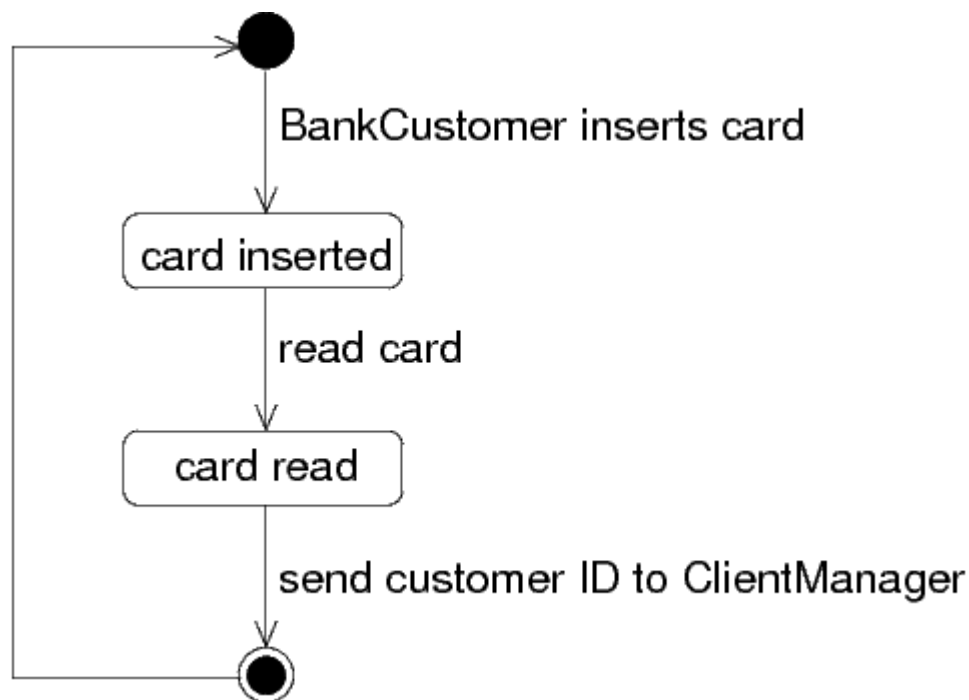 BankCustomer inserts card
card inserted
read card
card read
send customer ID to ClientManager